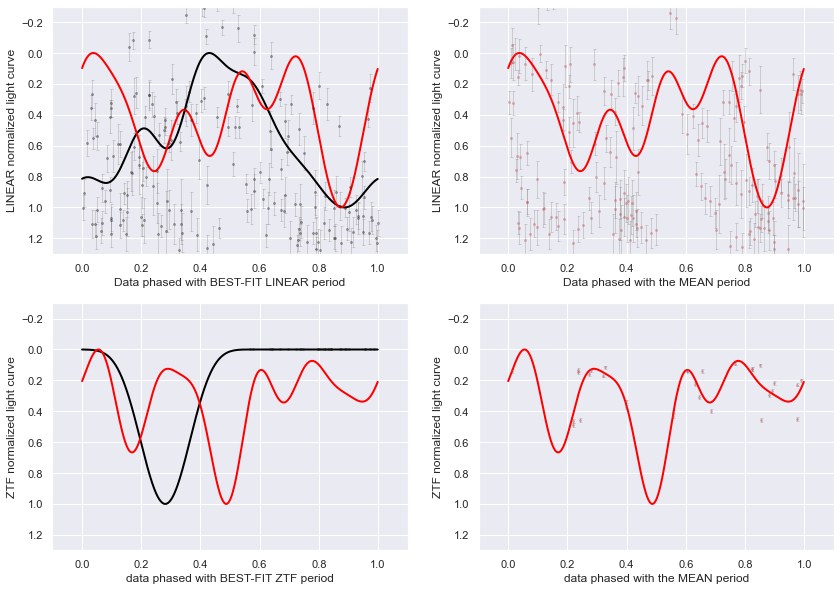 LINEAR normalized light curve
−0.2
0.0
0.2
0.4
0.6
0.8
1.0
1.2
0.0 0.2 0.4 0.6 0.8 1.0
Data phased with BEST-FIT LINEAR period
LINEAR normalized light curve
−0.2
0.0
0.2
0.4
0.6
0.8
1.0
1.2
0.0 0.2 0.4 0.6 0.8 1.0
Data phased with the MEAN period
ZTF normalized light curve
−0.2
0.0
0.2
0.4
0.6
0.8
1.0
1.2
0.0 0.2 0.4 0.6 0.8 1.0
data phased with BEST-FIT ZTF period
ZTF normalized light curve
−0.2
0.0
0.2
0.4
0.6
0.8
1.0
1.2
0.0 0.2 0.4 0.6 0.8 1.0
data phased with the MEAN period